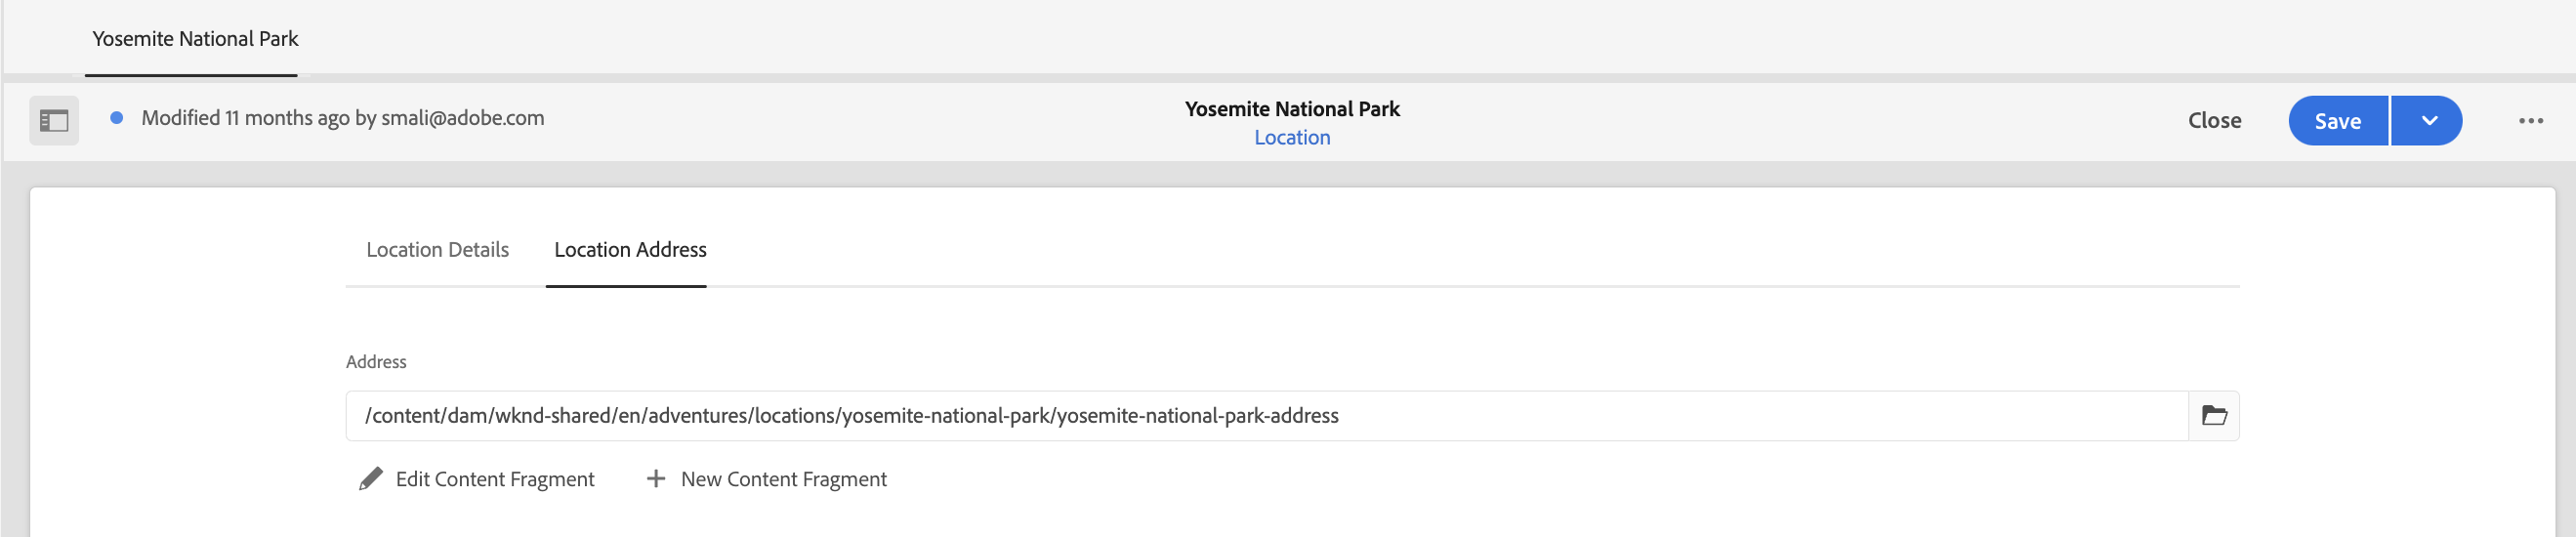 Yosemite National Park
Modified 11 months ago by smali@adobe.com
Yosemite National Park
Location
Close
Save
Location Details
Location Address
Address
/content/dam/wknd-shared/en/adventures/locations/yosemite-national-park/yosemite-national-park-address
Edit Content Fragment
New Content Fragment